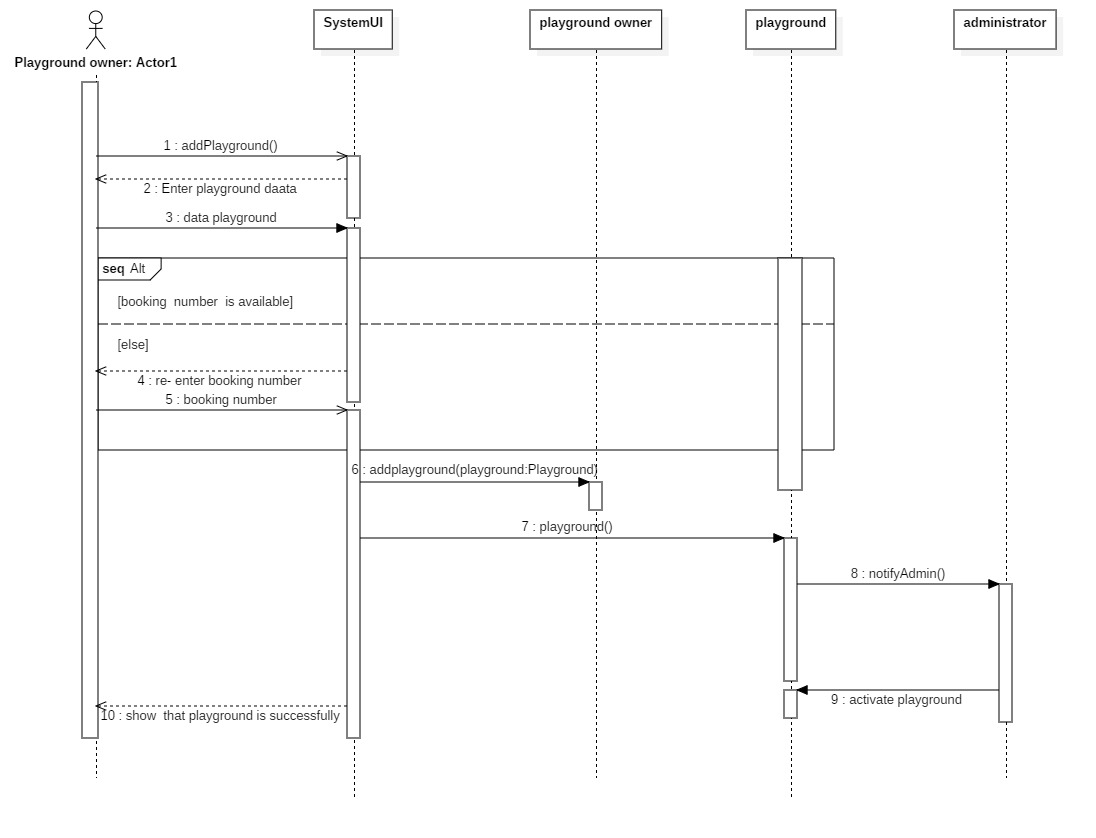 SystemUI
playground owner
playground
administrator
Playground owner: Actor1
1 : addPlayground()
2 : Enter playground daata
3 : data playground
seq Alt
[booking  number  is available]
[else]
4 : re- enter booking number
5 : booking number
6 : addplayground(playground:Playground)
7 : playground()
8 : notifyAdmin()
9 : activate playground
10 : show  that playground is successfully